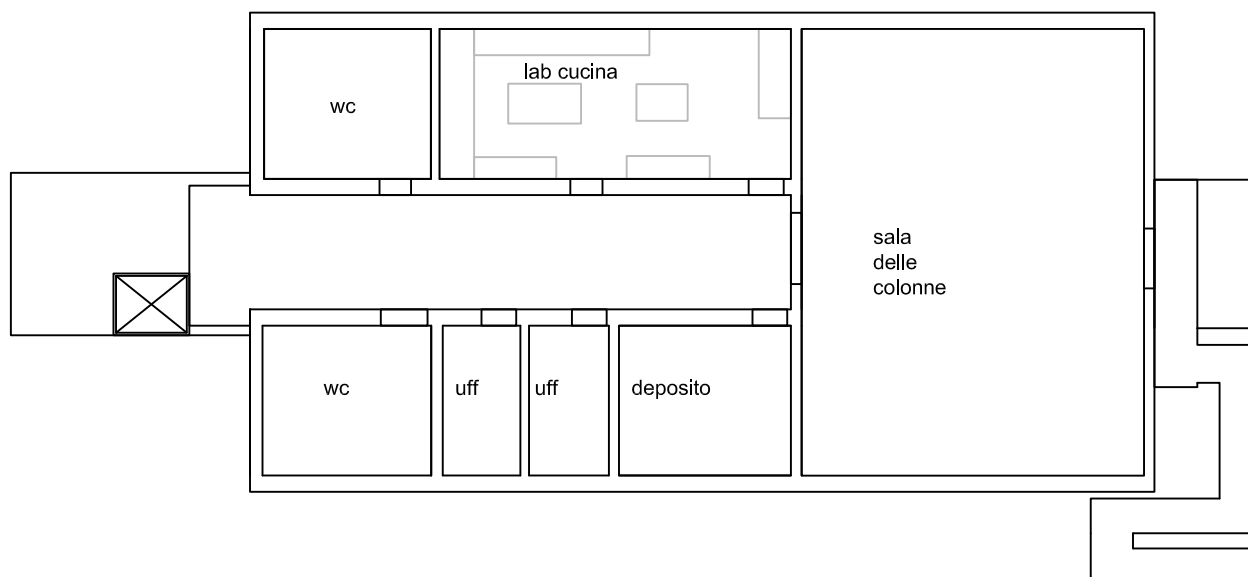 lab cucina
wc
sala
delle
colonne
wc
uff
uff
deposito